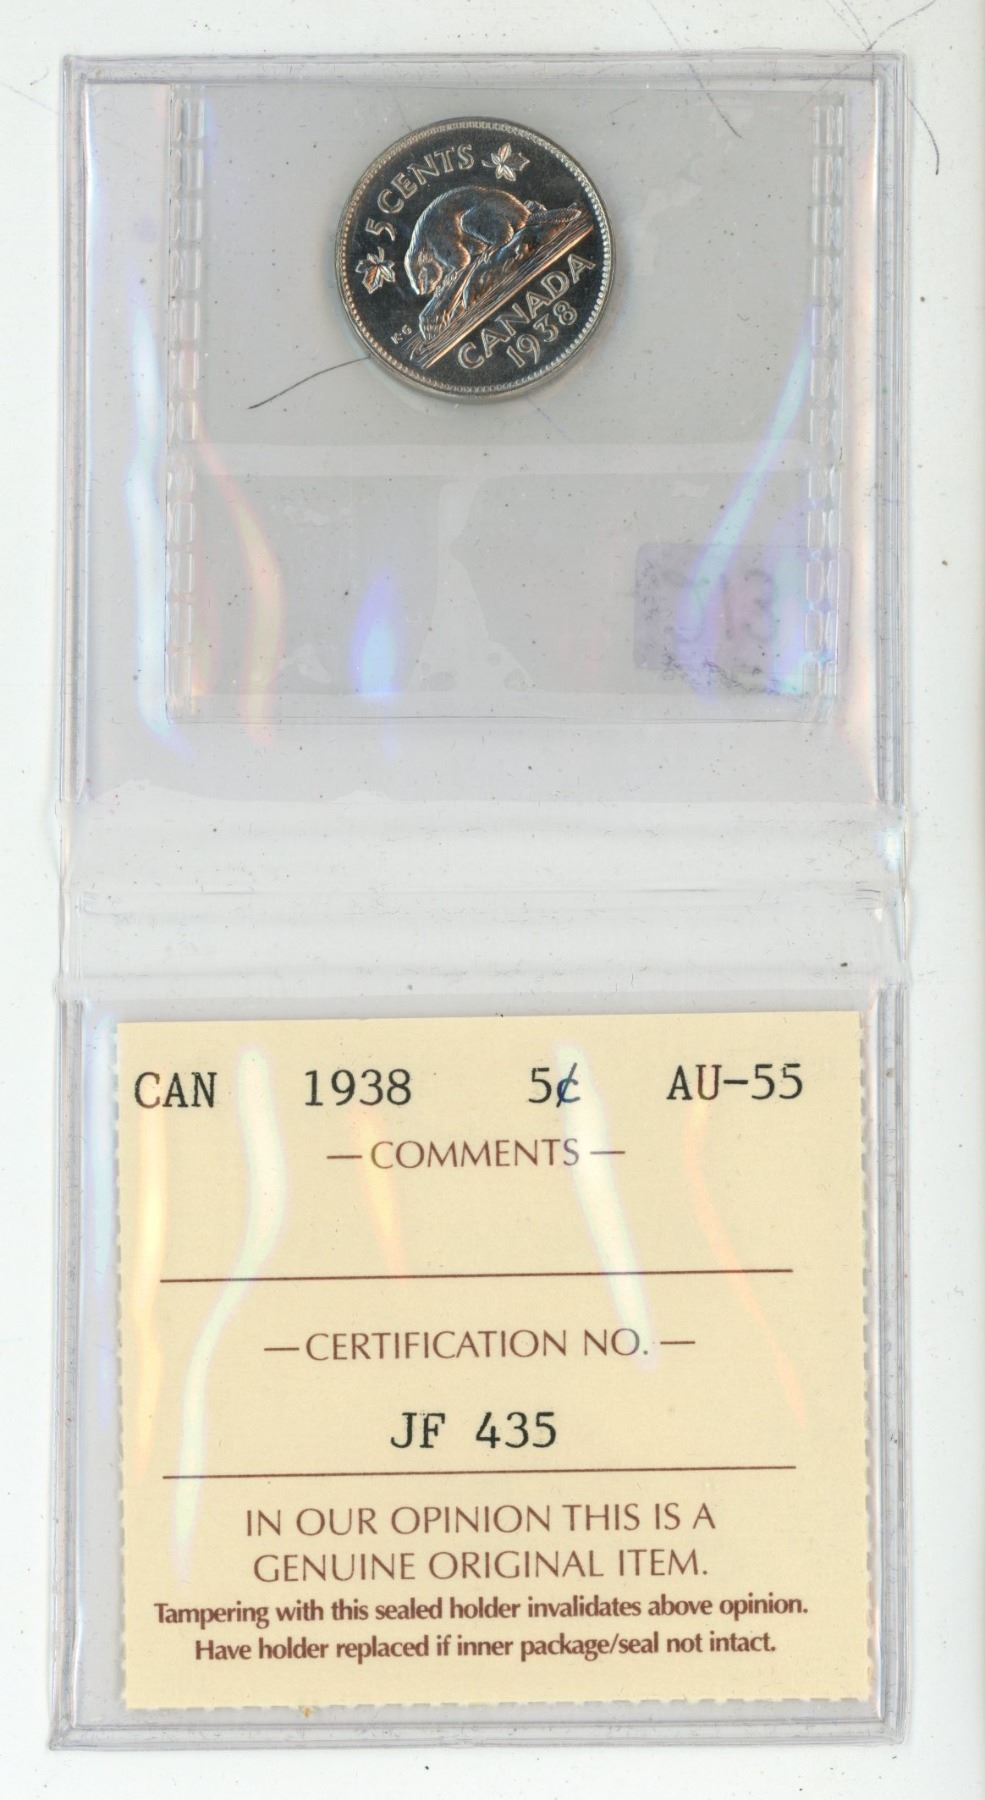 5 CENTS
K·G
CANADA
1938
CAN 1938 5¢ AU-55
— COMMENTS —
— CERTIFICATION NO. —
JF 435
IN OUR OPINION THIS IS A
GENUINE ORIGINAL ITEM.
Tampering with this sealed holder invalidates above opinion.
Have holder replaced if inner package/seal not intact.